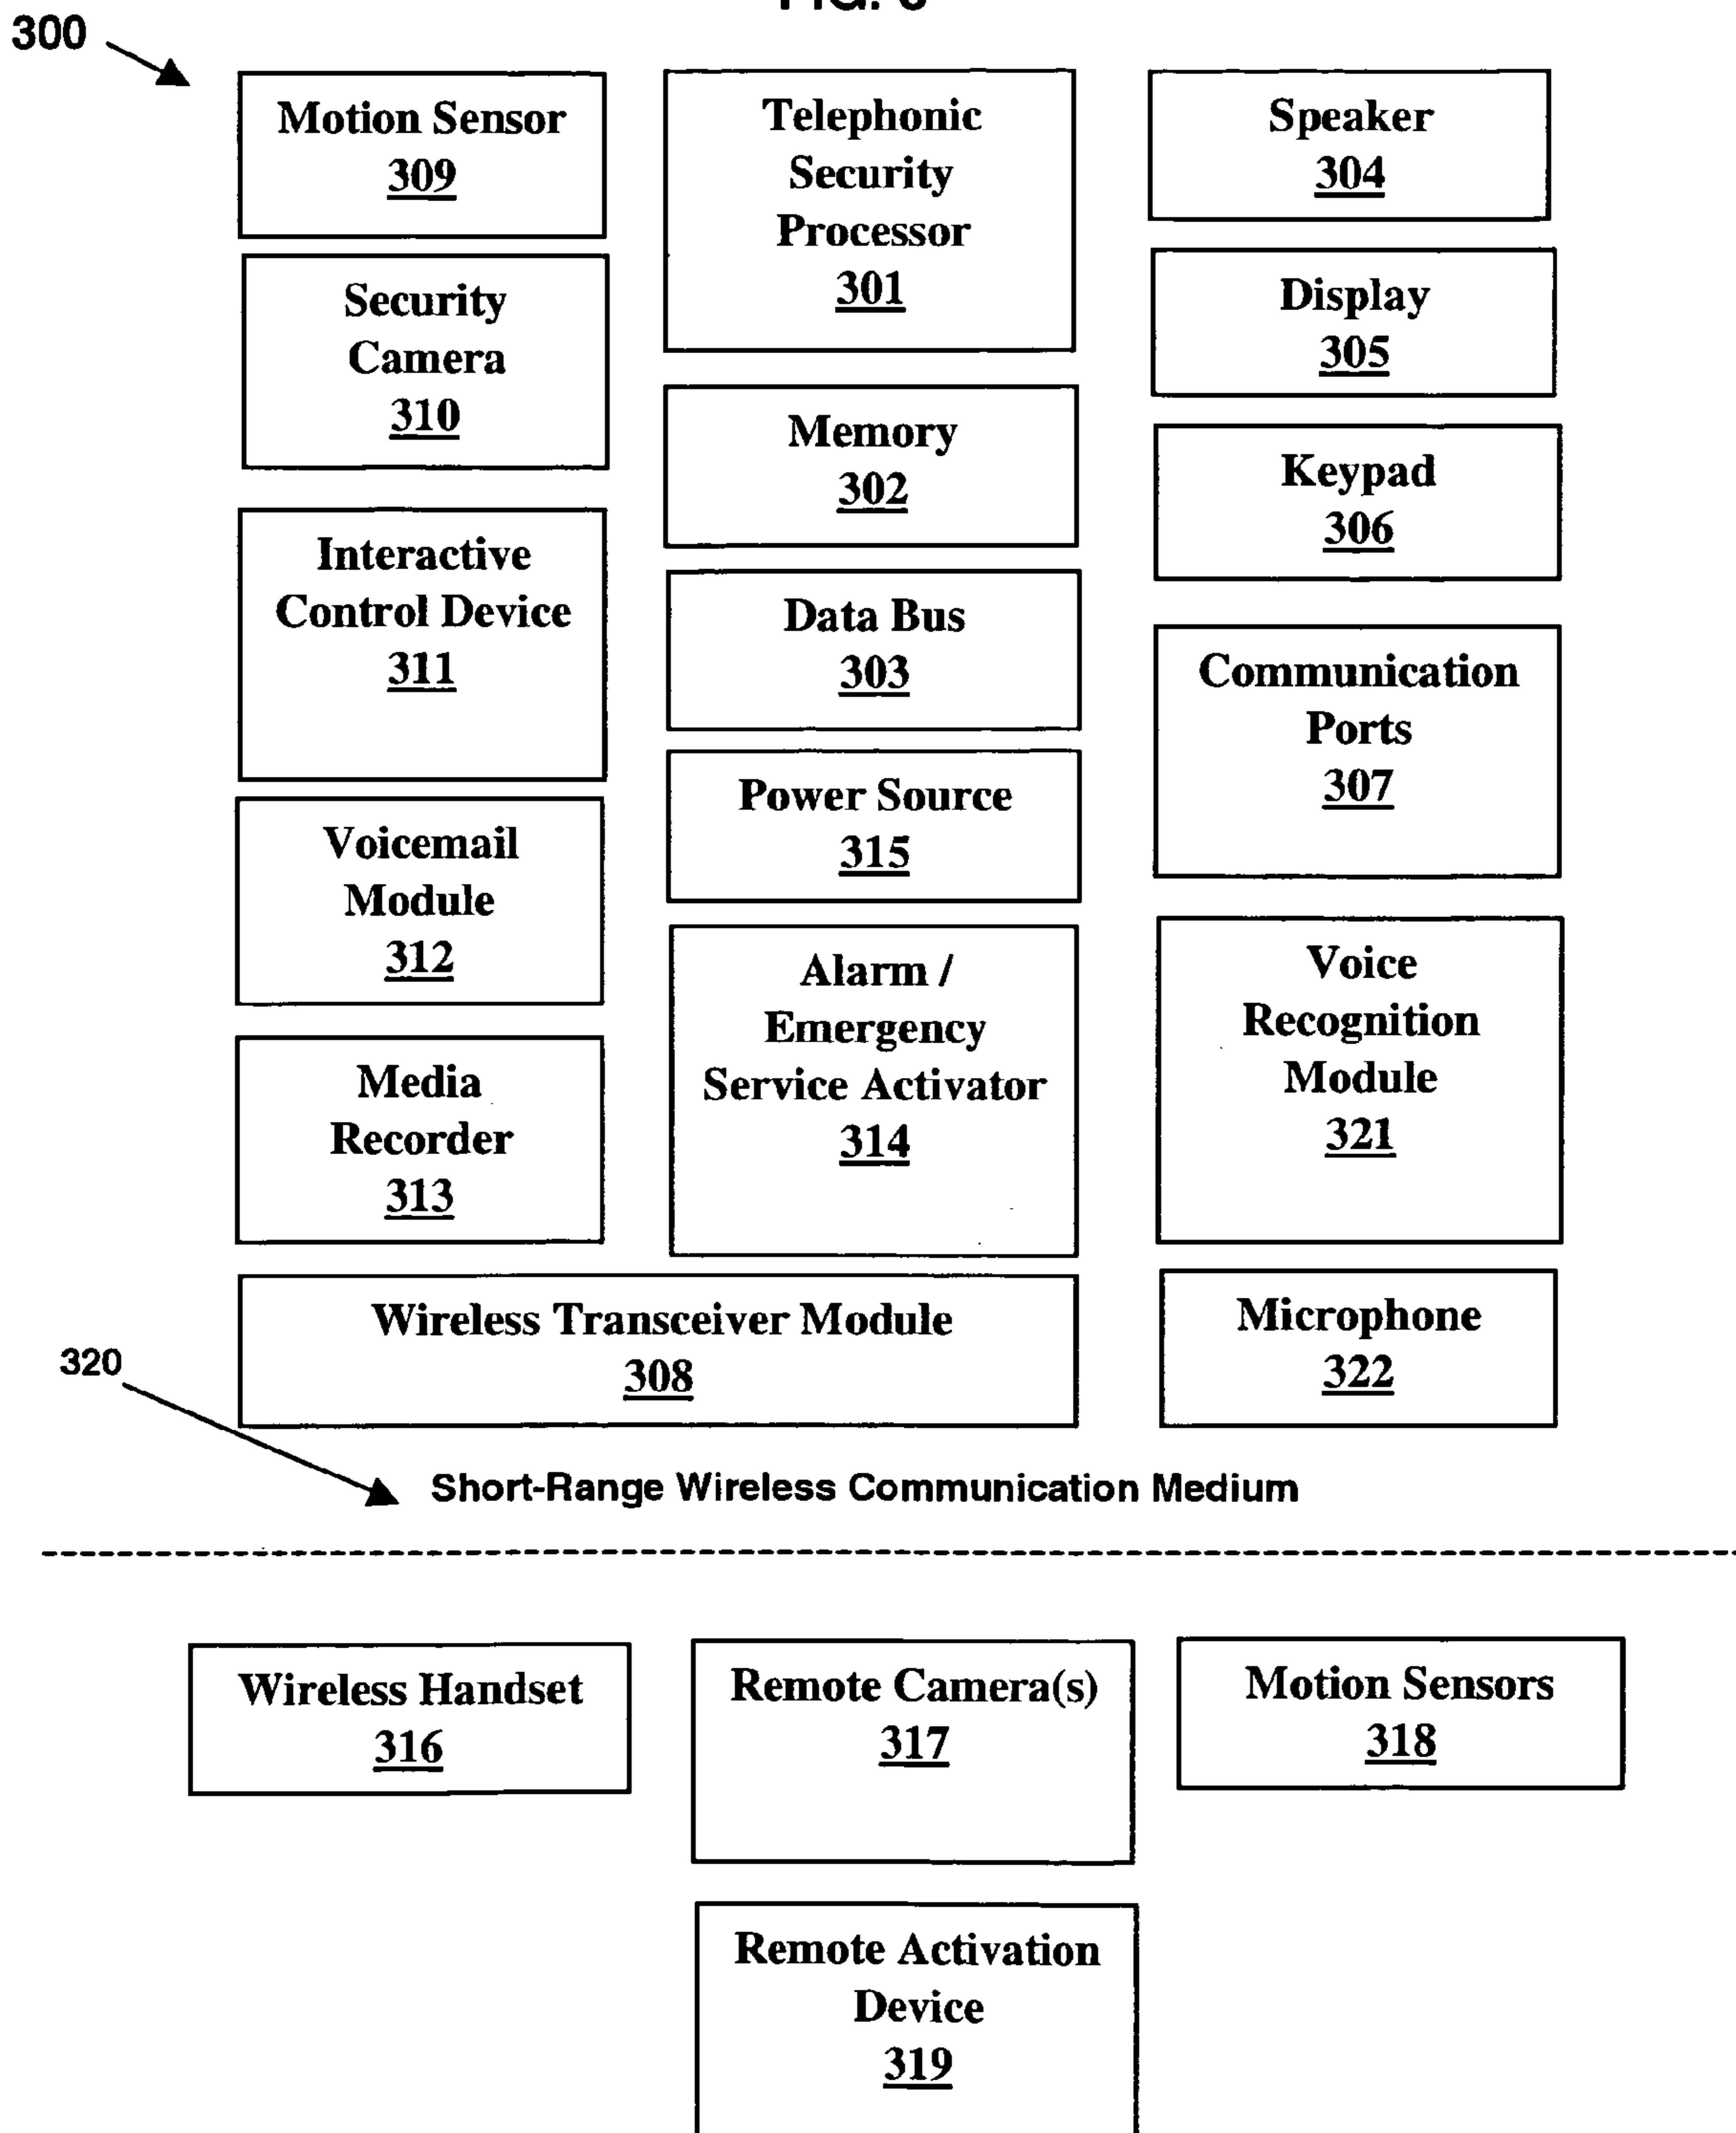 300
Motion Sensor
309
Security
Camera
310
Interactive
Control Device
311
Voicemail
Module
312
Media
Recorder
313
Telephonic
Security
Processor
301
Memory
302
Data Bus
303
Power Source
315
Alarm /
Emergency
Service Activator
314
Speaker
304
Display
305
Keypad
306
Communication
Ports
307
Voice
Recognition
Module
321
Wireless Transceiver Module
308
Microphone
322
320
Short-Range Wireless Communication Medium
Wireless Handset
316
Remote Camera(s)
317
Motion Sensors
318
Remote Activation
Device
319